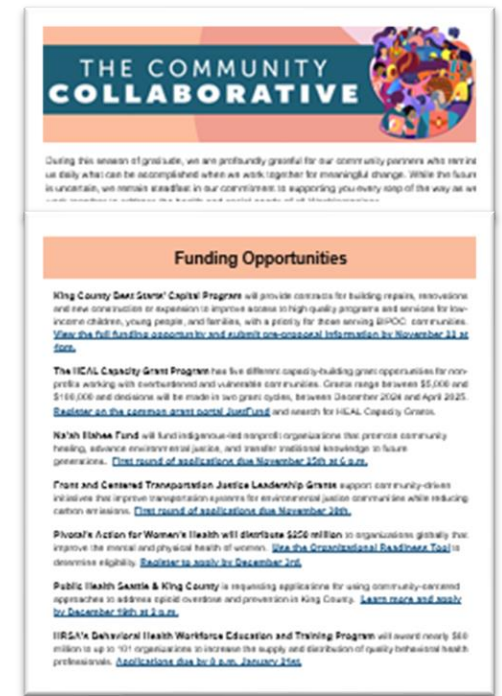 THE COMMUNITY
COLLABORATIVE
During this season of gratitude, we are profoundly grateful for our community partners who remind
us daily what can be accomplished when we work together for meaningful change. While the future
is uncertain, we remain steadfast in our commitment to supporting you every step of the way as we
Funding Opportunities
King County Best Starts' Capital Program will provide contracts for building repairs, renovations
and new construction or expansion to improve access to high quality programs and services for low-
income children, young people, and families, with a priority for those serving BIPOC communities.
View the full funding opportunity and submit pre-proposal information by November 22 at
4pm.
The HEAL Capacity Grant Program has five different capacity-building grant opportunities for non-
profits working with overburdened and vulnerable communities. Grants range between $5,000 and
$100,000 and decisions will be made in two grant cycles, between December 2024 and April 2025.
Register on the common grant portal JustFund and search for HEAL Capacity Grants.
Na'ah Illahee Fund will fund indigenous-led nonprofit organizations that promote community
healing, advance environmental justice, and transfer traditional knowledge to future
generations. First round of applications due November 25th at 6 p.m.
Front and Centered Transportation Justice Leadership Grants support community-driven
initiatives that improve transportation systems for environmental justice communities while reducing
carbon emissions. First round of applications due November 30th.
Pivotal's Action for Women's Health will distribute $250 million to organizations globally that
improve the mental and physical health of women. Use the Organizational Readiness Tool to
determine eligibility. Register to apply by December 3rd.
Public Health Seattle & King County is requesting applications for using community-centered
approaches to address opioid overdose and prevention in King County. Learn more and apply
by December 19th at 2 p.m.
HRSA's Behavioral Health Workforce Education and Training Program will award nearly
million to up to 101 organizations to increase the supply and distribution of quality behavioral health
professionals. Applications due by p.m. January 21st.